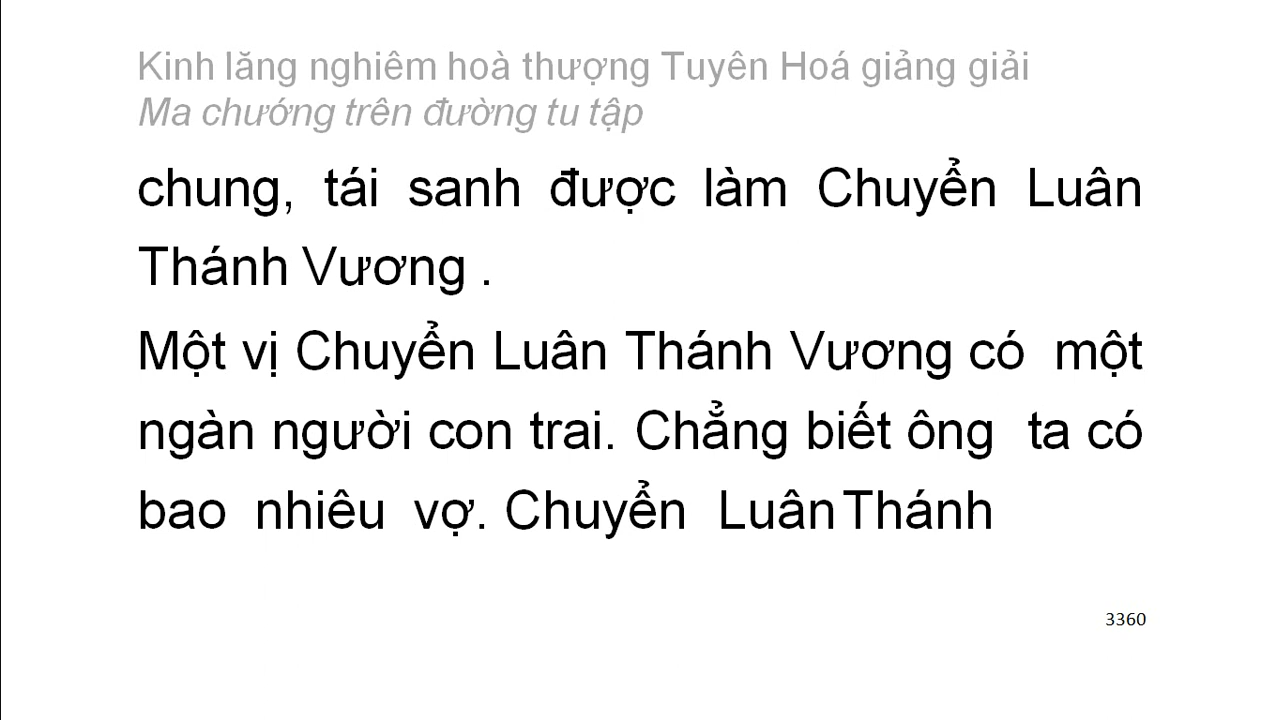 Kinh lăng nghiêm hoà thượng Tuyên Hoá giảng giải
Ma chướng trên đường tu tập
chung, tái sanh được làm Chuyển Luân
Thánh Vương .
Một vị Chuyển Luân Thánh Vương có một
ngàn người con trai. Chẳng biết ông ta có
bao nhiêu vợ. Chuyển Luân Thánh
3360